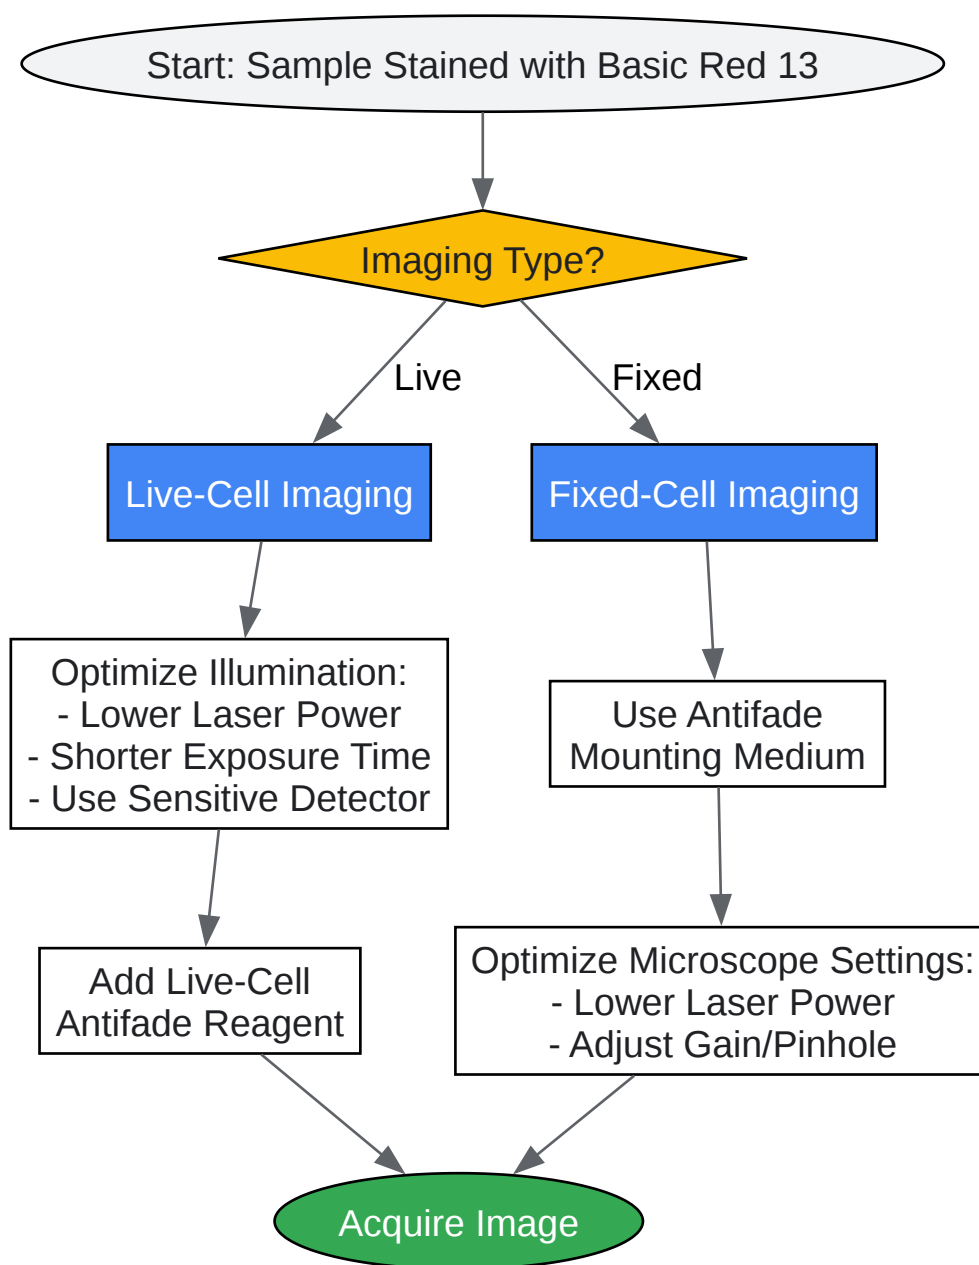 Start: Sample Stained with Basic Red 13
Imaging Type?
Live
Fixed
Live-Cell Imaging
Fixed-Cell Imaging
Optimize Illumination:
- Lower Laser Power
- Shorter Exposure Time
- Use Sensitive Detector
Use Antifade
Mounting Medium
Add Live-Cell
Antifade Reagent
Optimize Microscope Settings:
- Lower Laser Power
- Adjust Gain/Pinhole
Acquire Image